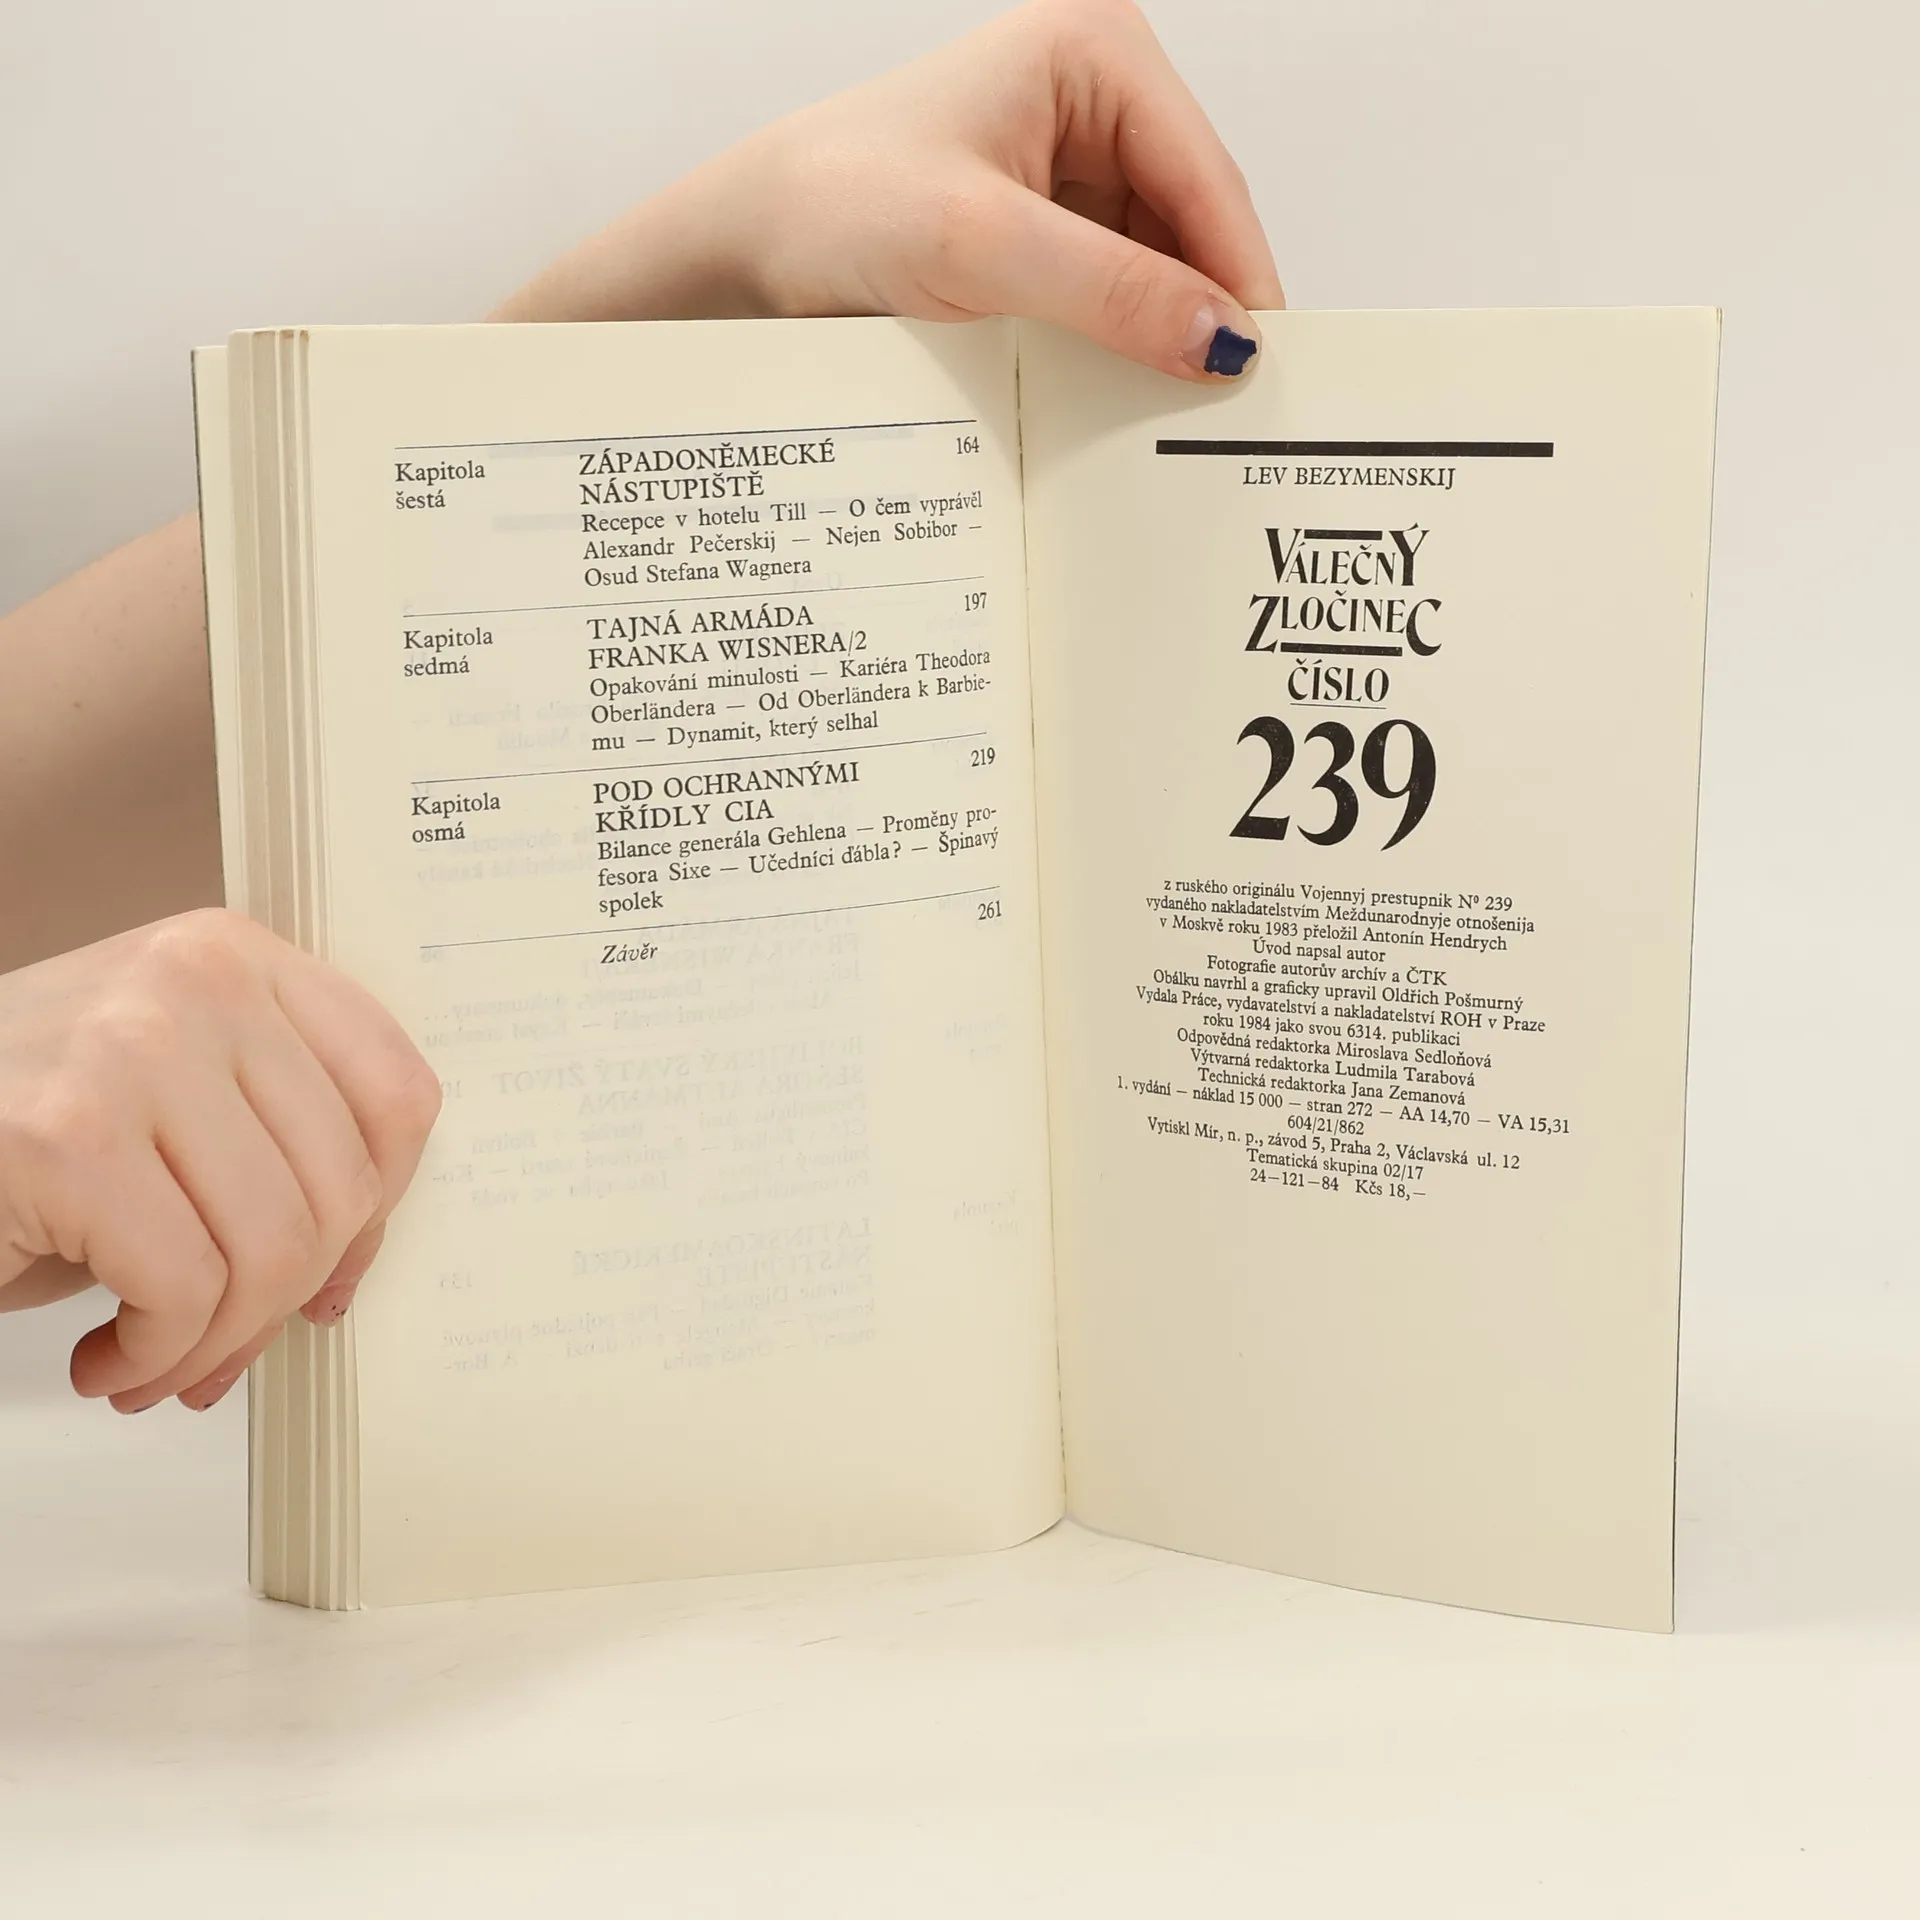 Kapitola
šestá
ZÁPADONĚMECKÉ 164
NÁSTUPIŠTĚ
Recepce v hotelu Till — O čem vyprávěl
Alexandr Pečerskij — Nejen Sobibor —
Osud Stefana Wagnera
Kapitola
sedmá
TAJNÁ ARMÁDA 197
FRANKA WISNERA/2
Opakování minulosti — Kariéra Theodora
Oberländera — Od Oberländera k Barbie-
mu — Dynamit, který selhal
Kapitola
osmá
POD OCHRANNÝMI 219
KŘÍDLY CIA
Bilance generála Gehlena — Proměny pro-
fesora Sixe — Učedníci ďábla? — Špinavý
spolek
Závěr 261
LEV BEZYMENSKIJ
VÁLEČNÝ
ZLOČINEC
ČÍSLO
239
z ruského originálu Vojennyj prestupnik Nº 239
vydaného nakladatelstvím Meždunarodnyje otnošenija
v Moskvě roku 1983 přeložil Antonín Hendrych
Úvod napsal autor
Fotografie autorův archív a ČTK
Obálku navrhl a graficky upravil Oldřich Pošmurný
Vydala Práce, vydavatelství a nakladatelství ROH v Praze
roku 1984 jako svou 6314. publikaci
Odpovědná redaktorka Miroslava Sedloňová
Výtvarná redaktorka Ludmila Tarabová
Technická redaktorka Jana Zemanová
1. vydání — náklad 15 000 — stran 272 — AA 14,70 — VA 15,31
604/21/862
Vytiskl Mír, n. p., závod 5, Praha 2, Václavská ul. 12
Tematická skupina 02/17
24—121—84 Kčs 18,—